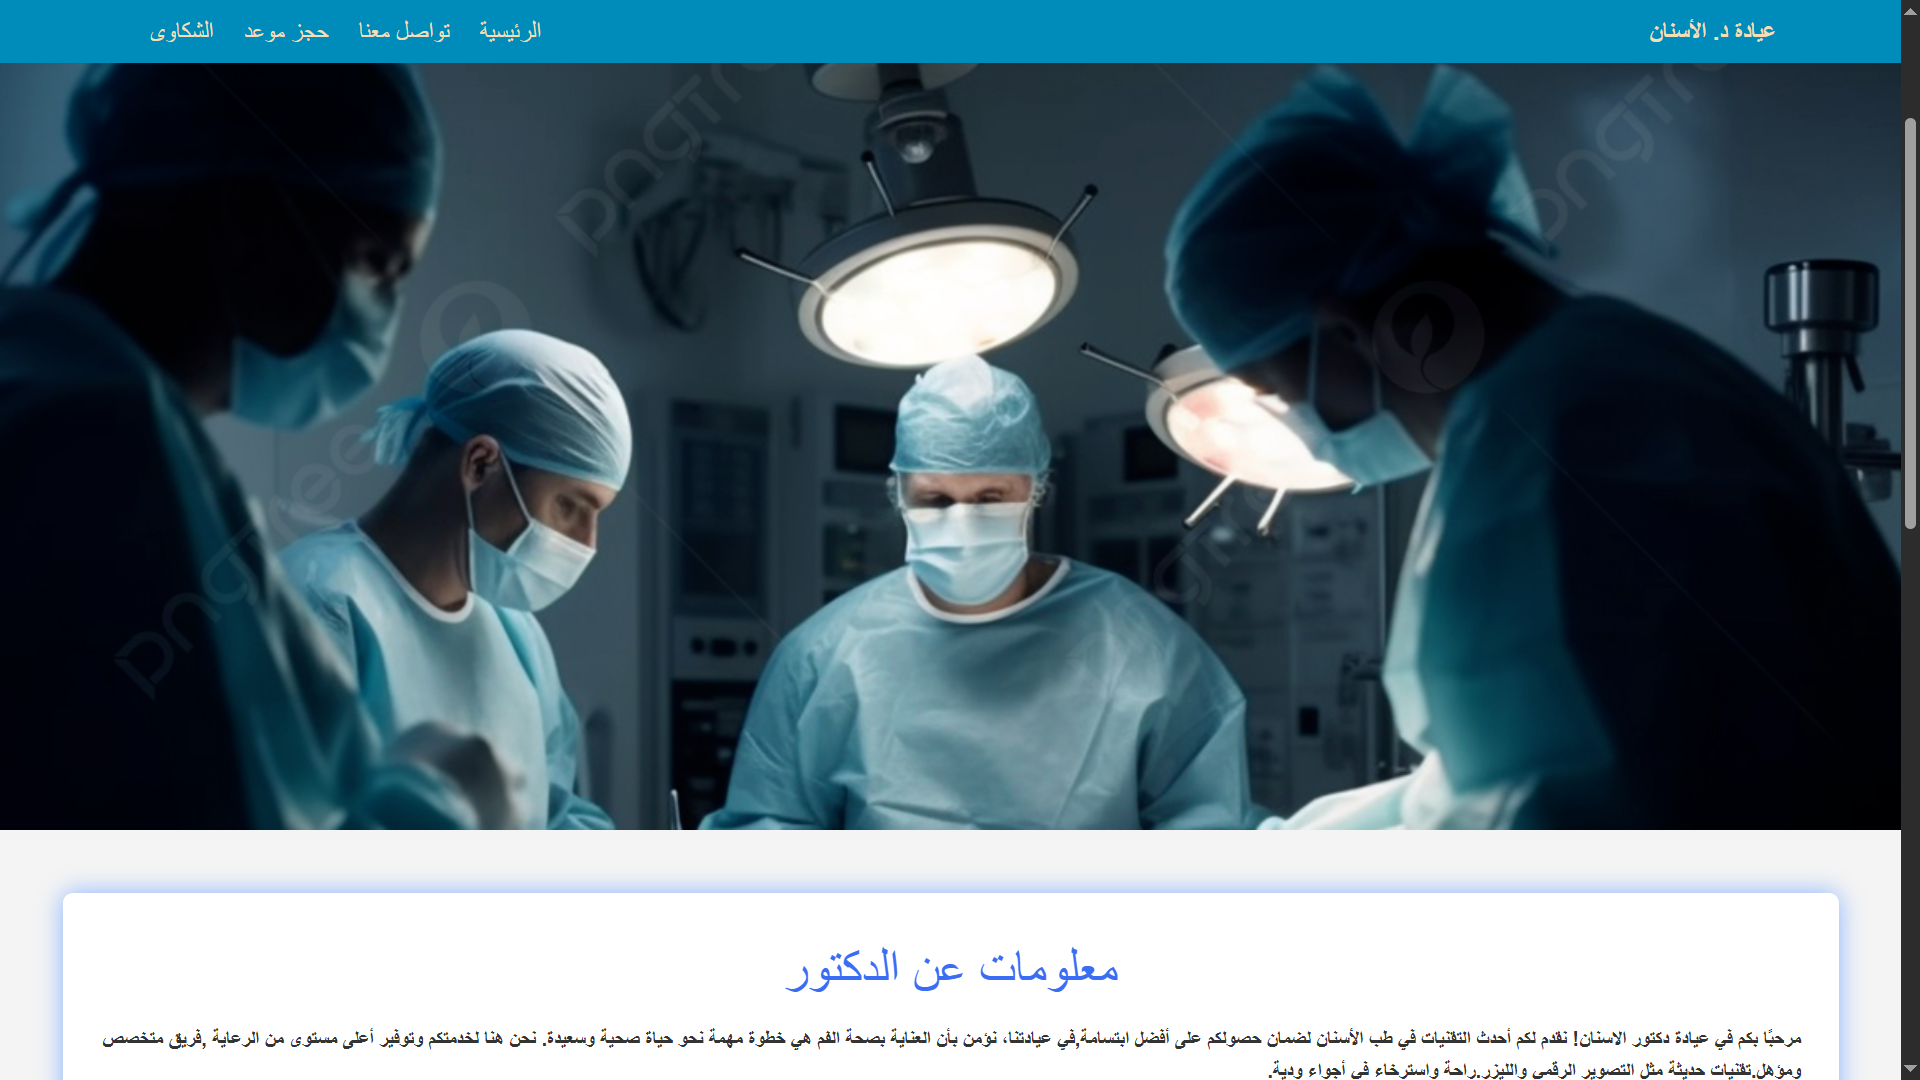 عيادة د. الأسنان
الرئيسية تواصل معنا حجز موعد الشكاوى
pngtree
معلومات عن الدكتور
مرحبًا بكم في عيادة دكتور الاسنان! نقدم لكم أحدث التقنيات في طب الأسنان لضمان حصولكم على أفضل ابتسامة,في عيادتنا، نؤمن بأن العناية بصحة الفم هي خطوة مهمة نحو حياة صحية وسعيدة. نحن هنا لخدمتكم وتوفير أعلى مستوى من الرعاية ,فريق متخصص
ومؤهل.تقنيات حديثة مثل التصوير الرقمي والليزر.راحة واسترخاء في أجواء ودية.